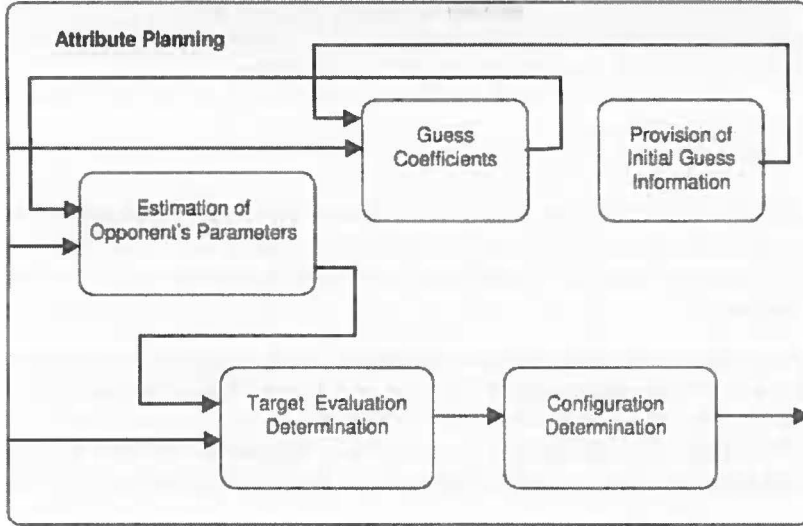 Attribute Planning
Guess
Coefficients
Provision of
Initial Guess
Information
Estimation of
Opponent's Parameters
Target Evaluation
Determination
Configuration
Determination